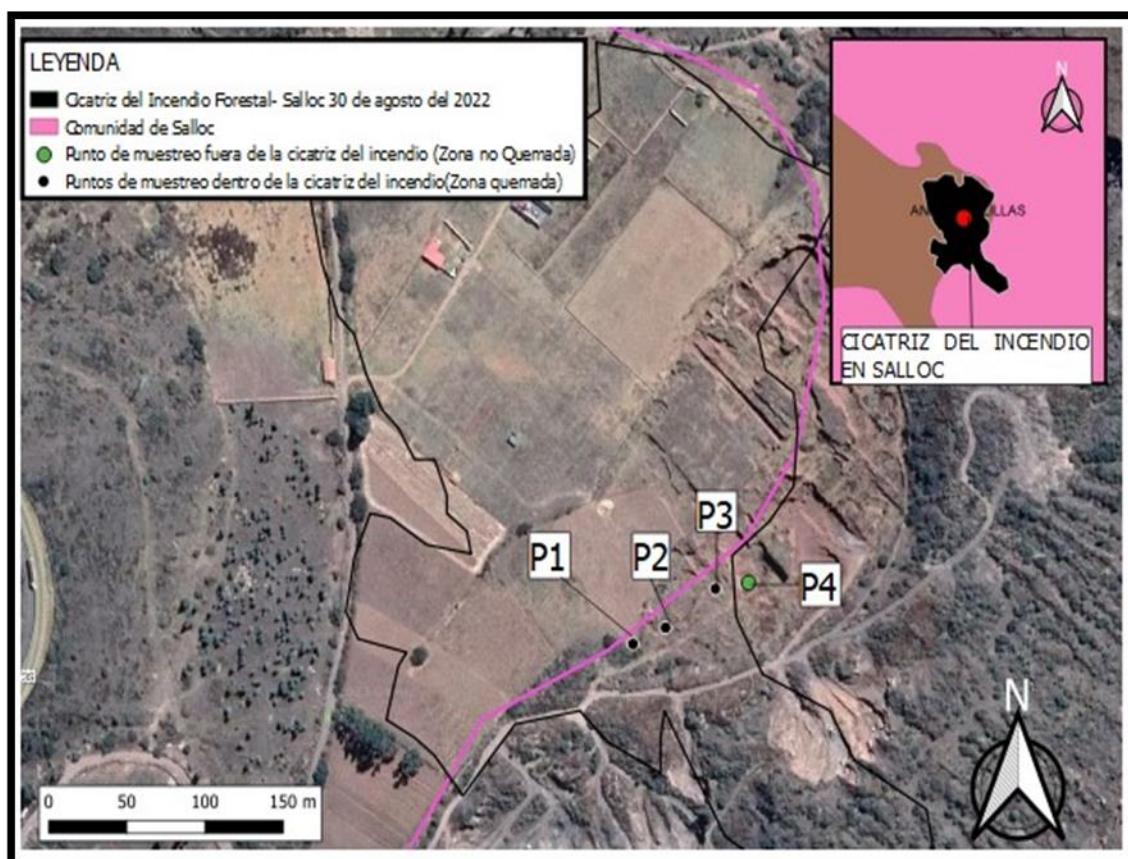 LEYENDA
Cicatriz del Incendio Forestal- Salloc 30 de agosto del 2022
Comunidad de Salloc
Punto de muestreo fuera de la cicatriz del incendio (Zona no Quemada)
Puntos de muestreo dentro de la cicatriz del incendio(Zona quemada)
N
CICATRIZ DEL INCENDIO
EN SALLOC
P3
P1
P2
P4
N
0 50 100 150 m